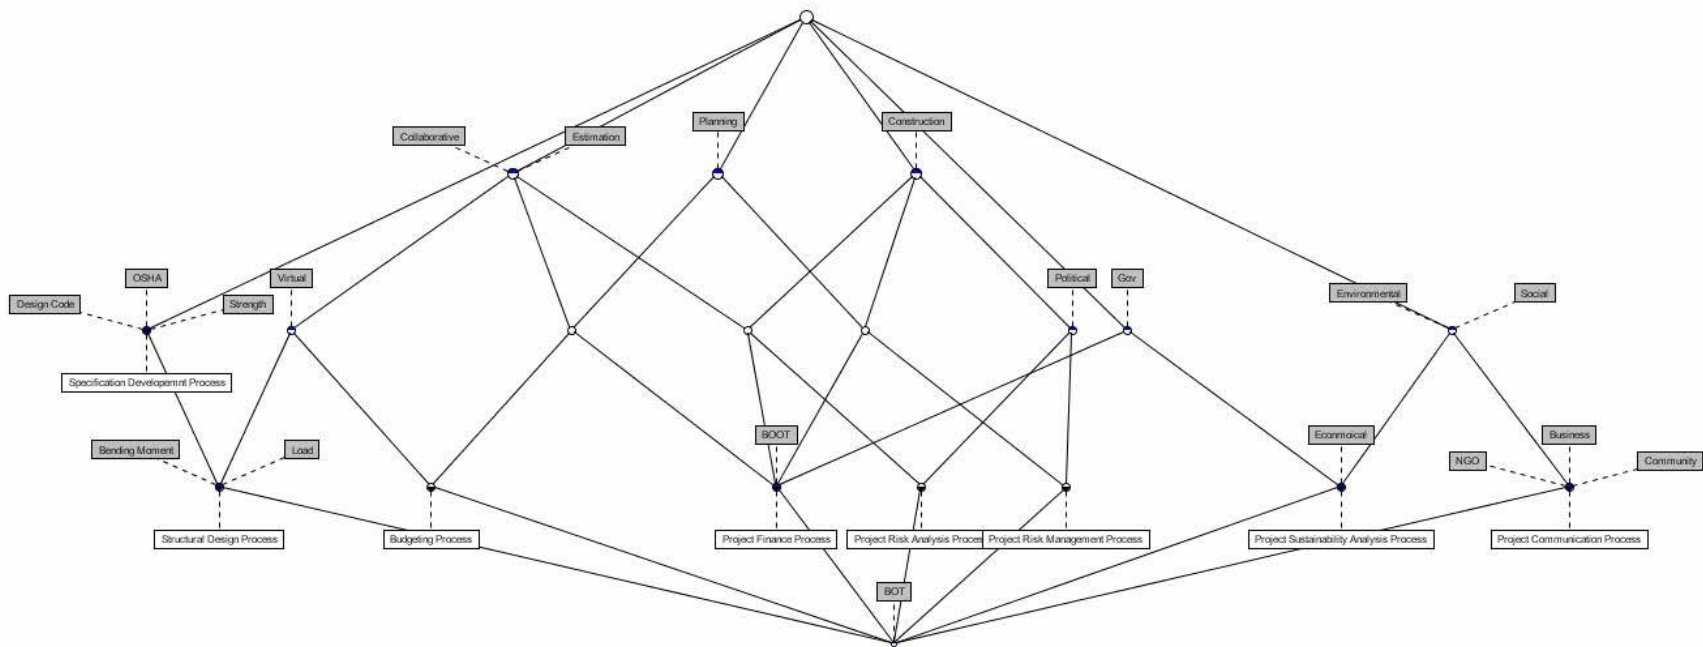 Planning
Construction
Collaborative
Estimation
OSHA
Virtual
Political
Gov
Design Code
Strength
Environmental
Social
Specification Developemnt Process
BOOT
Econmoical
Business
Bending Moment
Load
NGO
Community
Structural Design Process
Budgeting Process
Project Finance Process
Project Risk Analysis Proces
Project Risk Management Process
Project Sustainability Analysis Process
Project Communication Process
BOT